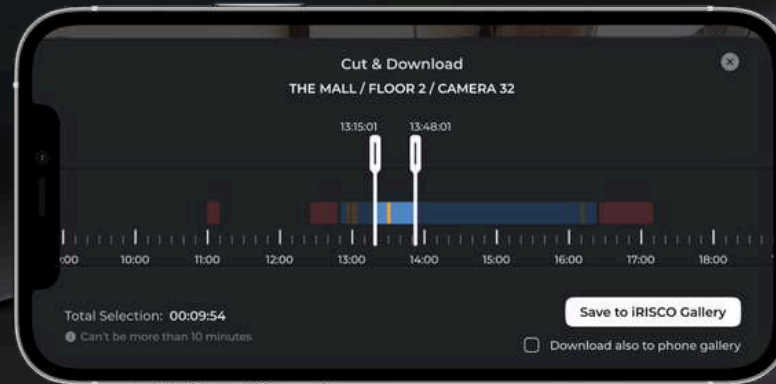 Cut & Download
THE MALL / FLOOR 2 / CAMERA 32
13:15:01 13:48:01
9:00 10:00 11:00 12:00 13:00 14:00 15:00 16:00 17:00 18:00
Total Selection: 00:09:54
Can't be more than 10 minutes
Save to iRISCO Gallery
Download also to phone gallery